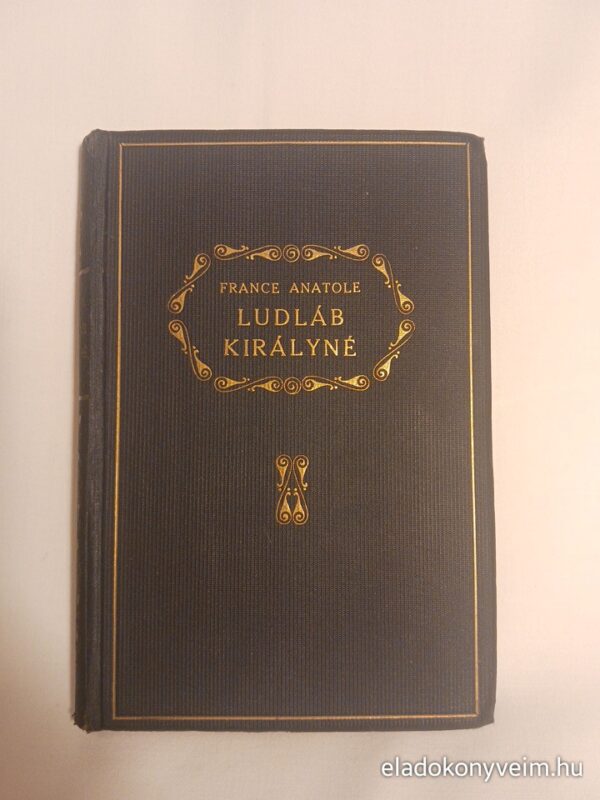 FRANCE ANATOLE
LUDLÁB
KIRÁLYNÉ
eladokonyveim.hu